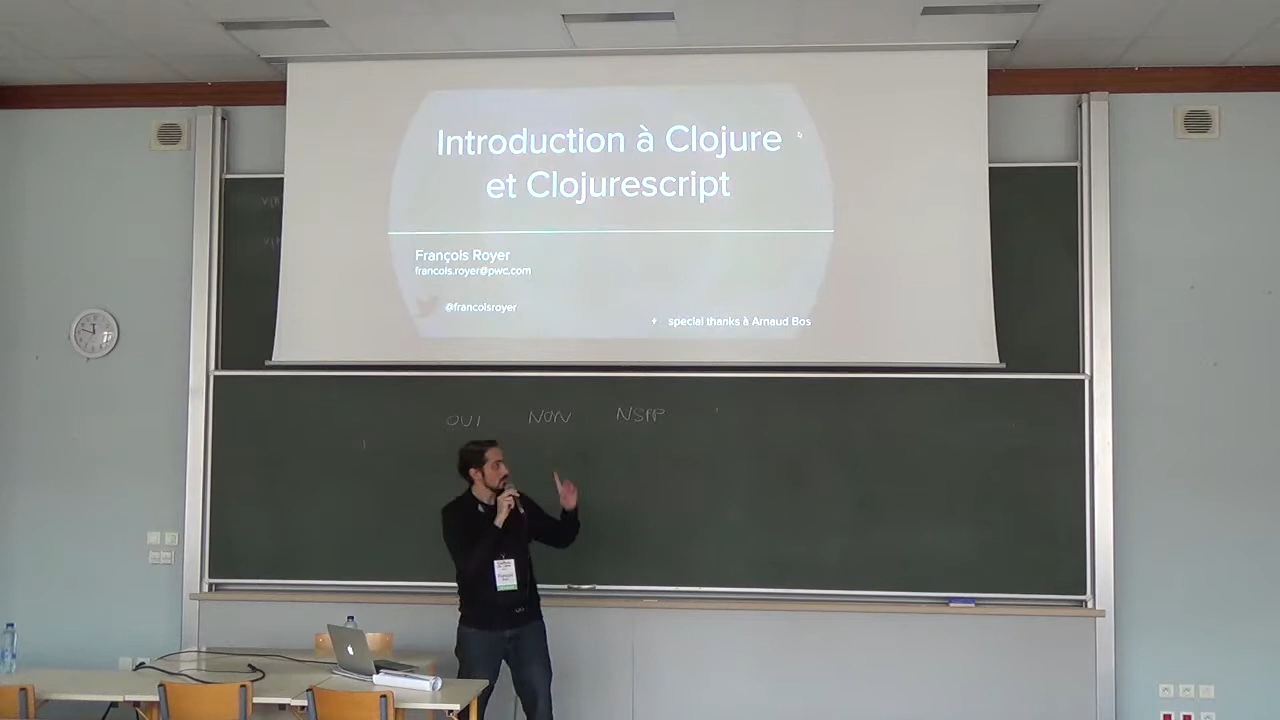 Introduction à Clojure
et Clojurescript
François Royer
francois.royer@pwc.com
@francoisroyer
+ special thanks à Arnaud Bos
OUI NON NSPP